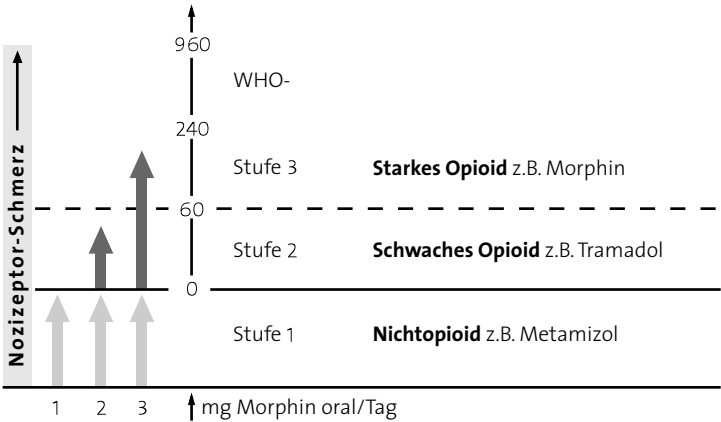 960
WHO-
240
Stufe 3 Starkes Opioid z.B. Morphin
60
Stufe 2 Schwaches Opioid z.B. Tramadol
0
Stufe 1 Nichtopioid z.B. Metamizol
Nozizeptor-Schmerz
1 2 3 mg Morphin oral/Tag